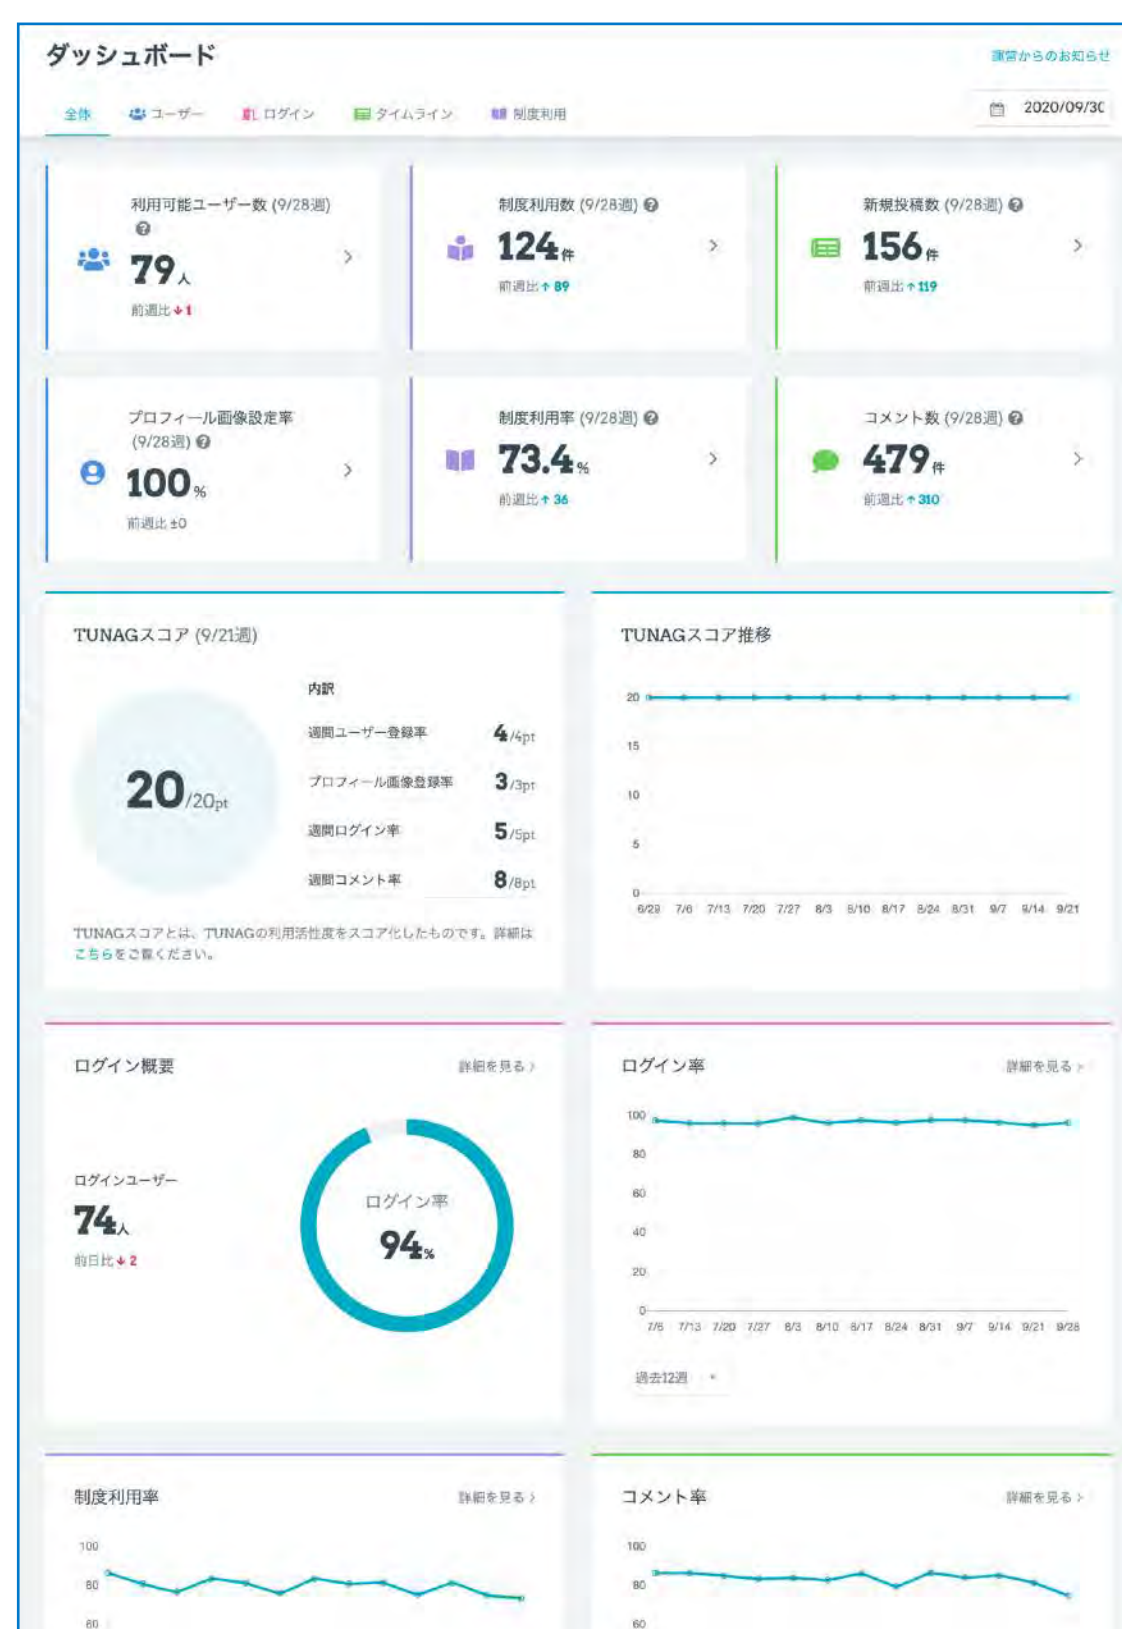 ダッシュボード
運営からのお知らせ
全体 ユーザー ログイン タイムライン 制度利用
2020/09/30
利用可能ユーザー数 (9/28週)
79人
前週比↓1
制度利用数 (9/28週)
124件
前週比↑89
新規投稿数 (9/28週)
156件
前週比↑119
プロフィール画像設定率
(9/28週)
100%
前週比±0
制度利用率 (9/28週)
73.4%
前週比↑36
コメント数 (9/28週)
479件
前週比↑310
TUNAGスコア (9/21週)
20/20pt
内訳
週間ユーザー登録率 4/4pt
プロフィール画像登録率 3/3pt
週間ログイン率 5/5pt
週間コメント率 8/8pt
TUNAGスコアとは、TUNAGの利用活性度をスコア化したものです。詳細は
こちらをご覧ください。
TUNAGスコア推移
20
15
10
5
0
6/29 7/6 7/13 7/20 7/27 8/3 8/10 8/17 8/24 8/31 9/7 9/14 9/21
ログイン概要 詳細を見る >
ログインユーザー
74人
前日比↓2
ログイン率
94%
ログイン率 詳細を見る >
100
80
60
40
20
0
7/6 7/13 7/20 7/27 8/3 8/10 8/17 8/24 8/31 9/7 9/14 9/21 9/28
過去12週
制度利用率 詳細を見る >
100
80
60
コメント率 詳細を見る >
100
80
60